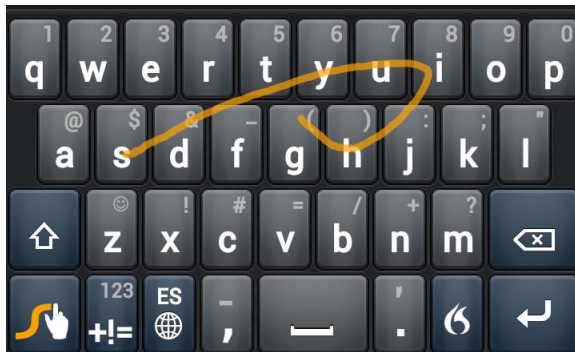 1 2 3 4 5 6 7 8 9 0
q w e r t y u i o p
@ $ & _ ( ) : ; "
a s d f g h j k l
☺ ! # = / + ?
z x c v b n m
123 ES _ '
+!= , .